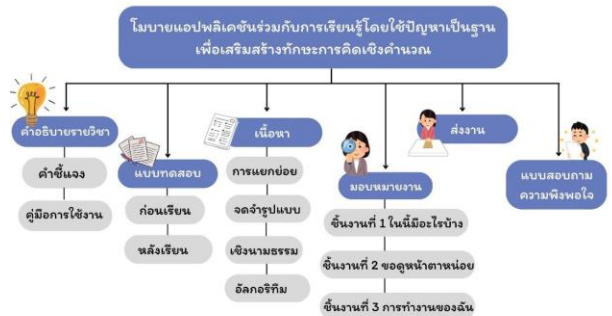 โมบายแอปพลิเคชันร่วมกับการเรียนรู้โดยใช้ปัญหาเป็นฐาน
เพื่อเสริมสร้างทักษะการคิดเชิงคำนวณ
คำอธิบายรายวิชา
คำชี้แจง
คู่มือการใช้งาน
แบบทดสอบ
ก่อนเรียน
หลังเรียน
เนื้อหา
การแยกย่อย
จดจำรูปแบบ
เชิงนามธรรม
อัลกอริทึม
มอบหมายงาน
ชิ้นงานที่ 1 ในนี้มีอะไรบ้าง
ชิ้นงานที่ 2 ขอดูหน้าตาหน่อย
ชิ้นงานที่ 3 การทำงานของฉัน
ส่งงาน
แบบสอบถาม
ความพึงพอใจ